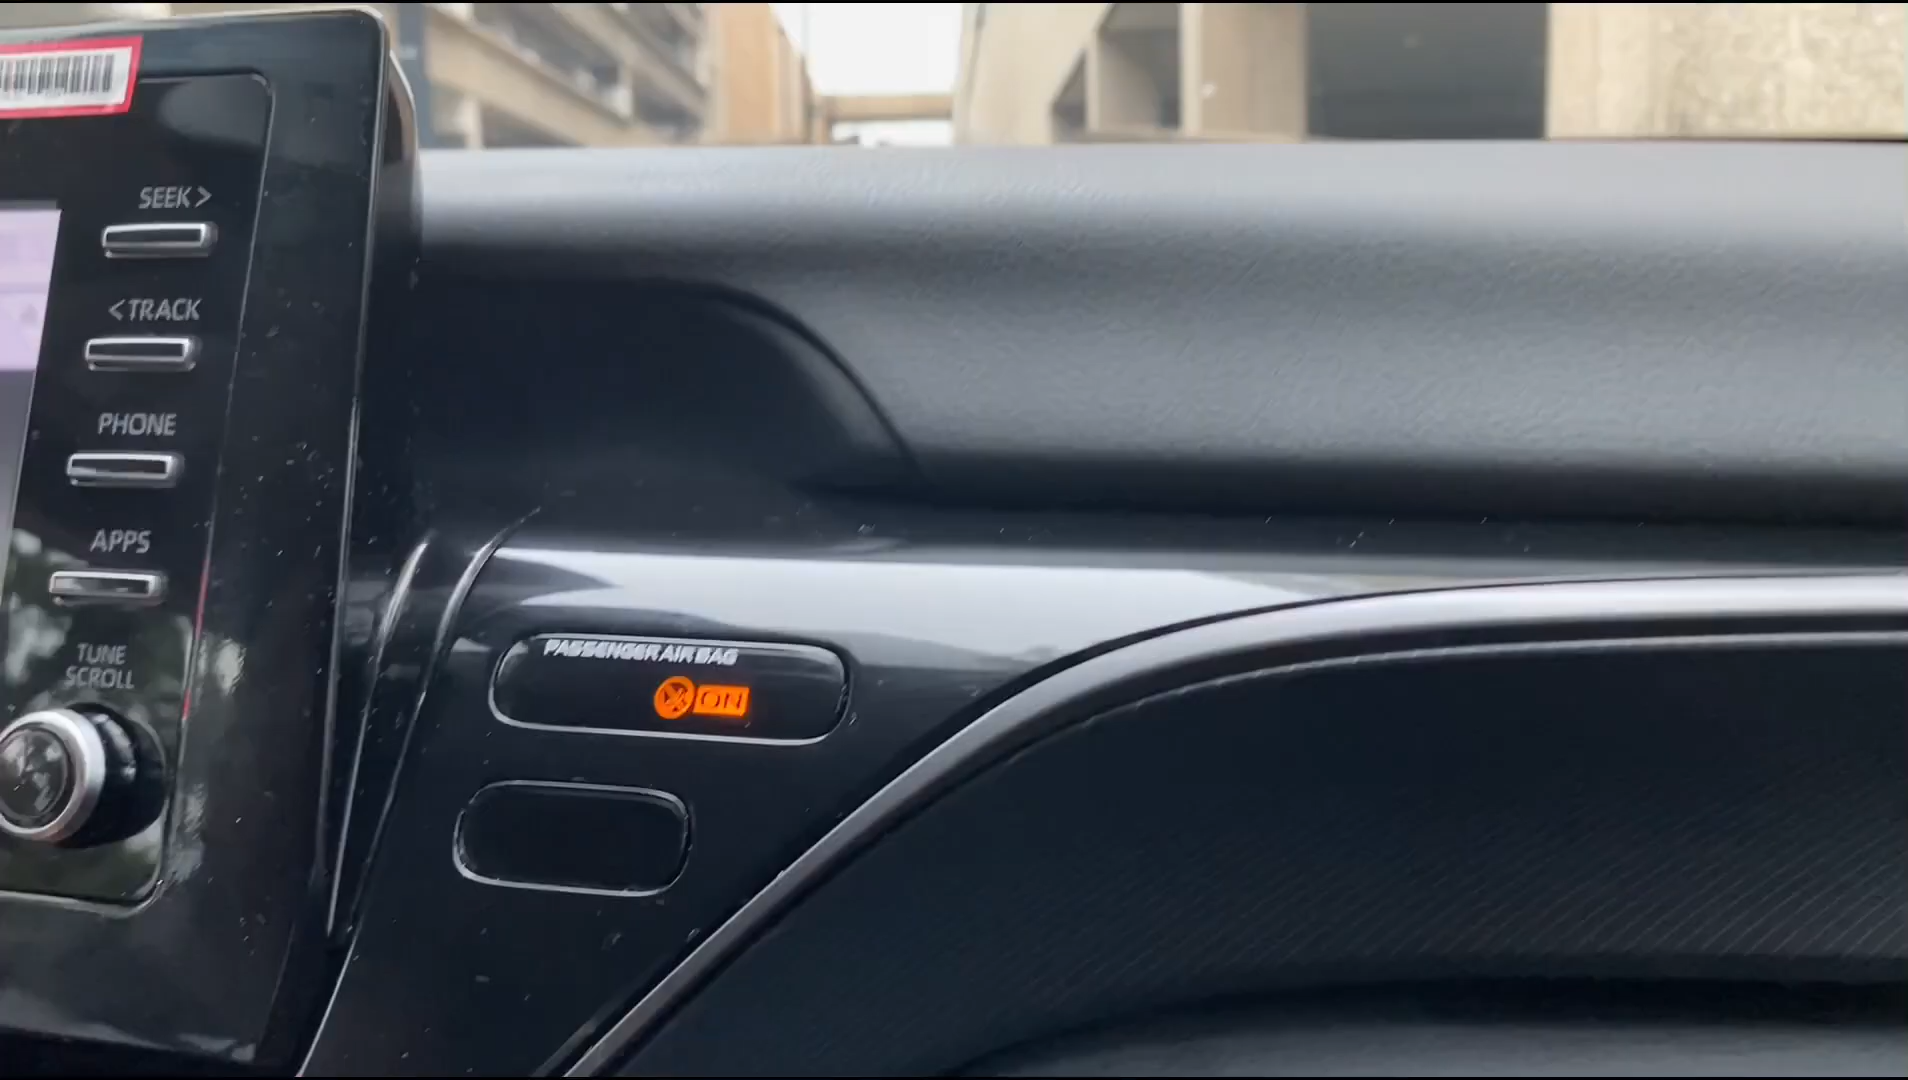 SEEK >
< TRACK
PHONE
APPS
TUNE
SCROLL
PASSENGER AIR BAG
ON